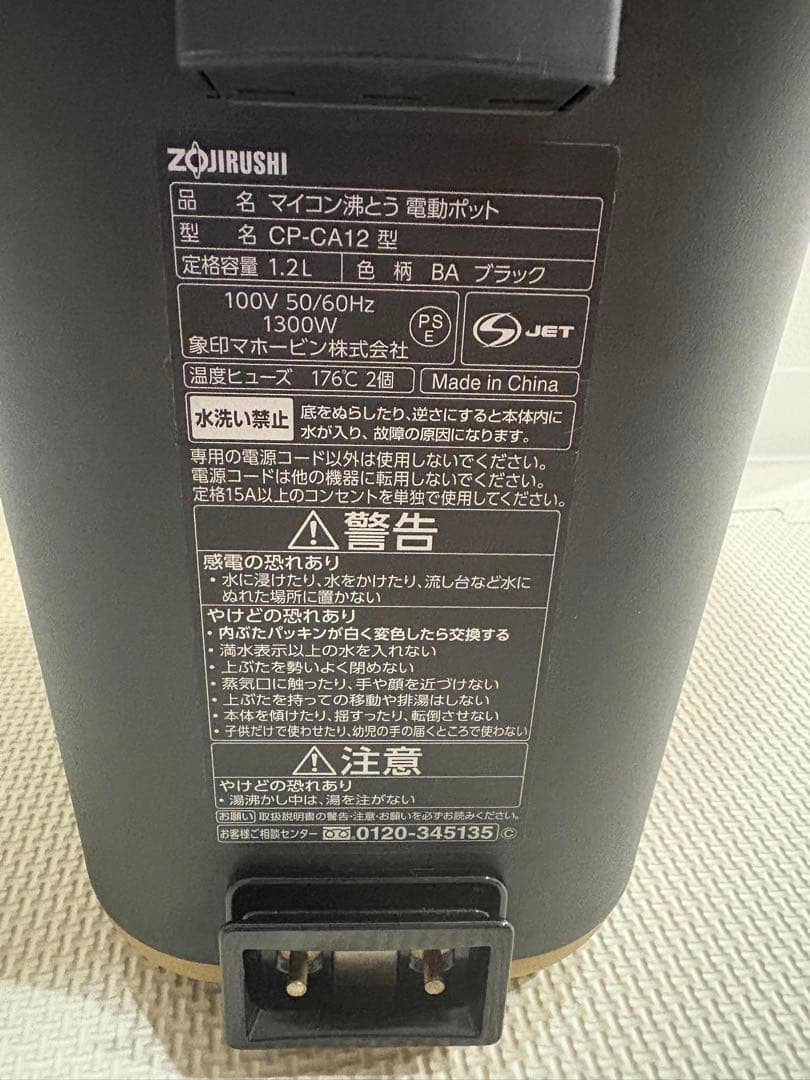 ZOJIRUSHI
品名 マイコン沸とう 電動ポット
型名 CP-CA12 型
定格容量 1.2L 色柄 BA ブラック
100V 50/60Hz
1300W
象印マホービン株式会社
PS
E
JET
温度ヒューズ 176℃ 2個 Made in China
水洗い禁止 底をぬらしたり、逆さにすると本体内に
水が入り、故障の原因になります。
専用の電源コード以外は使用しないでください。
電源コードは他の機器に転用しないでください。
定格15A以上のコンセントを単独で使用してください。
警告
感電の恐れあり
・水に浸けたり、水をかけたり、流し台など水に
ぬれた場所に置かない
やけどの恐れあり
・内ぶたパッキンが白く変色したら交換する
・満水表示以上の水を入れない
・上ぶたを勢いよく閉めない
・蒸気口に触ったり、手や顔を近づけない
・上ぶたを持っての移動や排湯はしない
・本体を傾けたり、揺すったり、転倒させない
・子供だけで使わせたり、幼児の手の届くところで使わない
注意
やけどの恐れあり
・湯沸かし中は、湯を注がない
お願い 取扱説明書の警告・注意・お願いを必ずお読みください。
お客様ご相談センター 0120-345135 Ⓒ